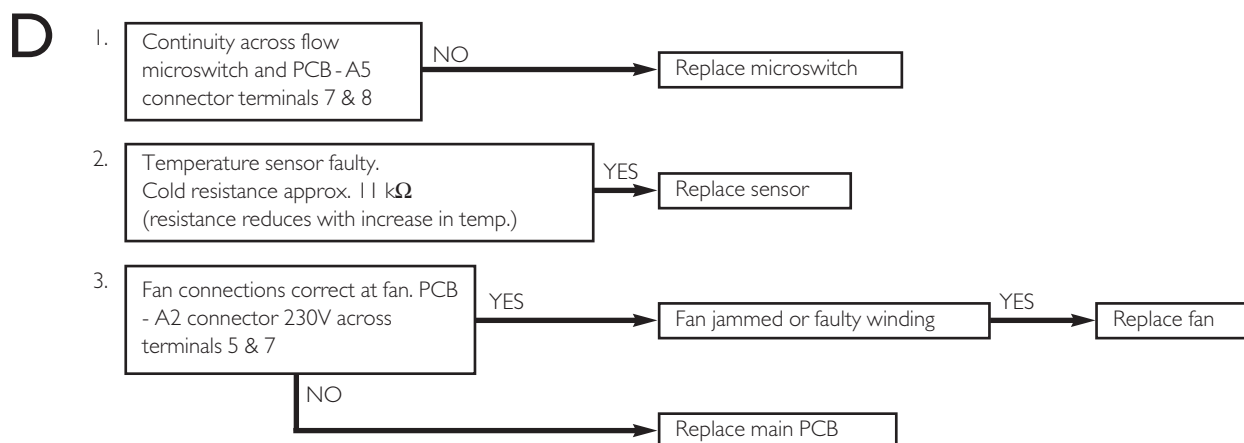 D
1.
Continuity across flow
microswitch and PCB - A5
connector terminals 7 & 8
NO
Replace microswitch
2.
Temperature sensor faulty.
Cold resistance approx. 11 kΩ
(resistance reduces with increase in temp.)
YES
Replace sensor
3.
Fan connections correct at fan. PCB
- A2 connector 230V across
terminals 5 & 7
YES
Fan jammed or faulty winding
YES
Replace fan
NO
Replace main PCB